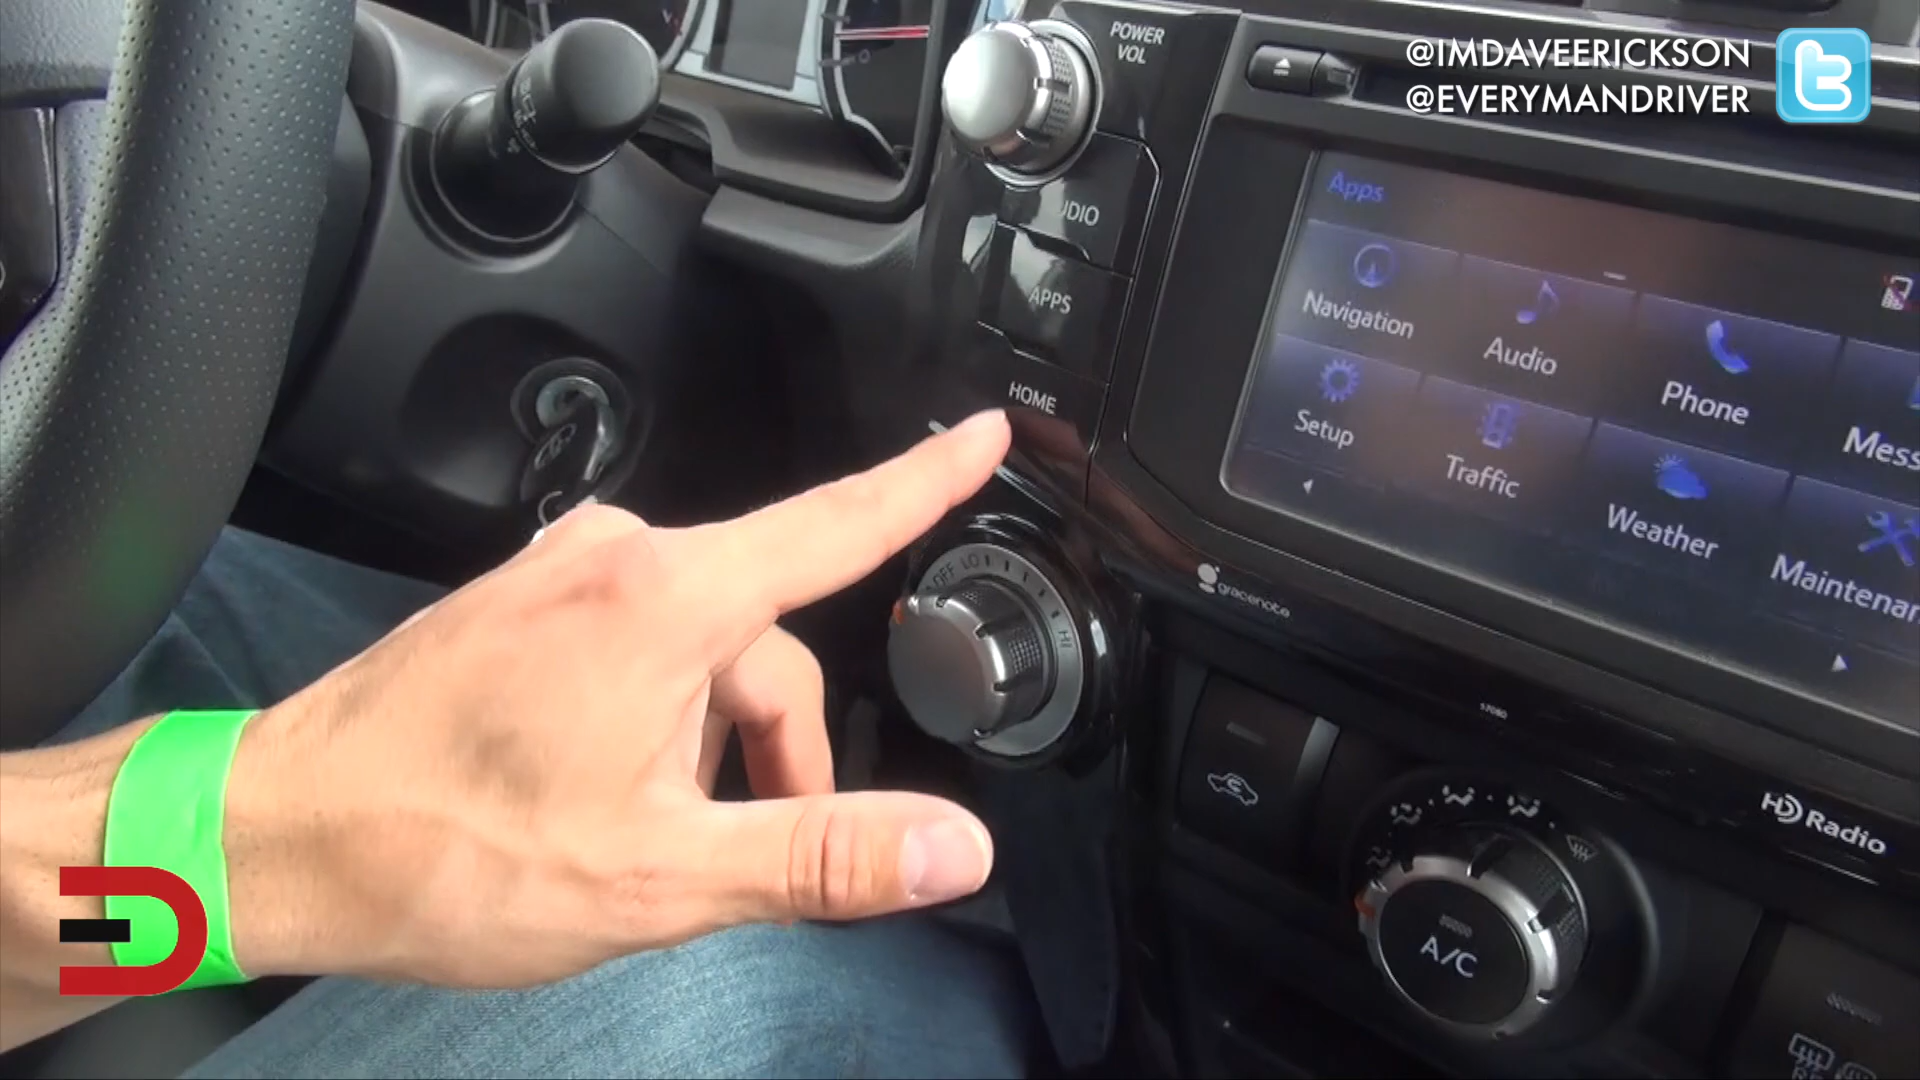 @IMDAVEERICKSON
@EVERYMANDRIVER
POWER
VOL
UDIO
APPS
HOME
Apps
Navigation
Audio
Phone
Mess
Setup
Traffic
Weather
Maintenan
gracenote
OFF LO
HI
57080
HD Radio
A/C